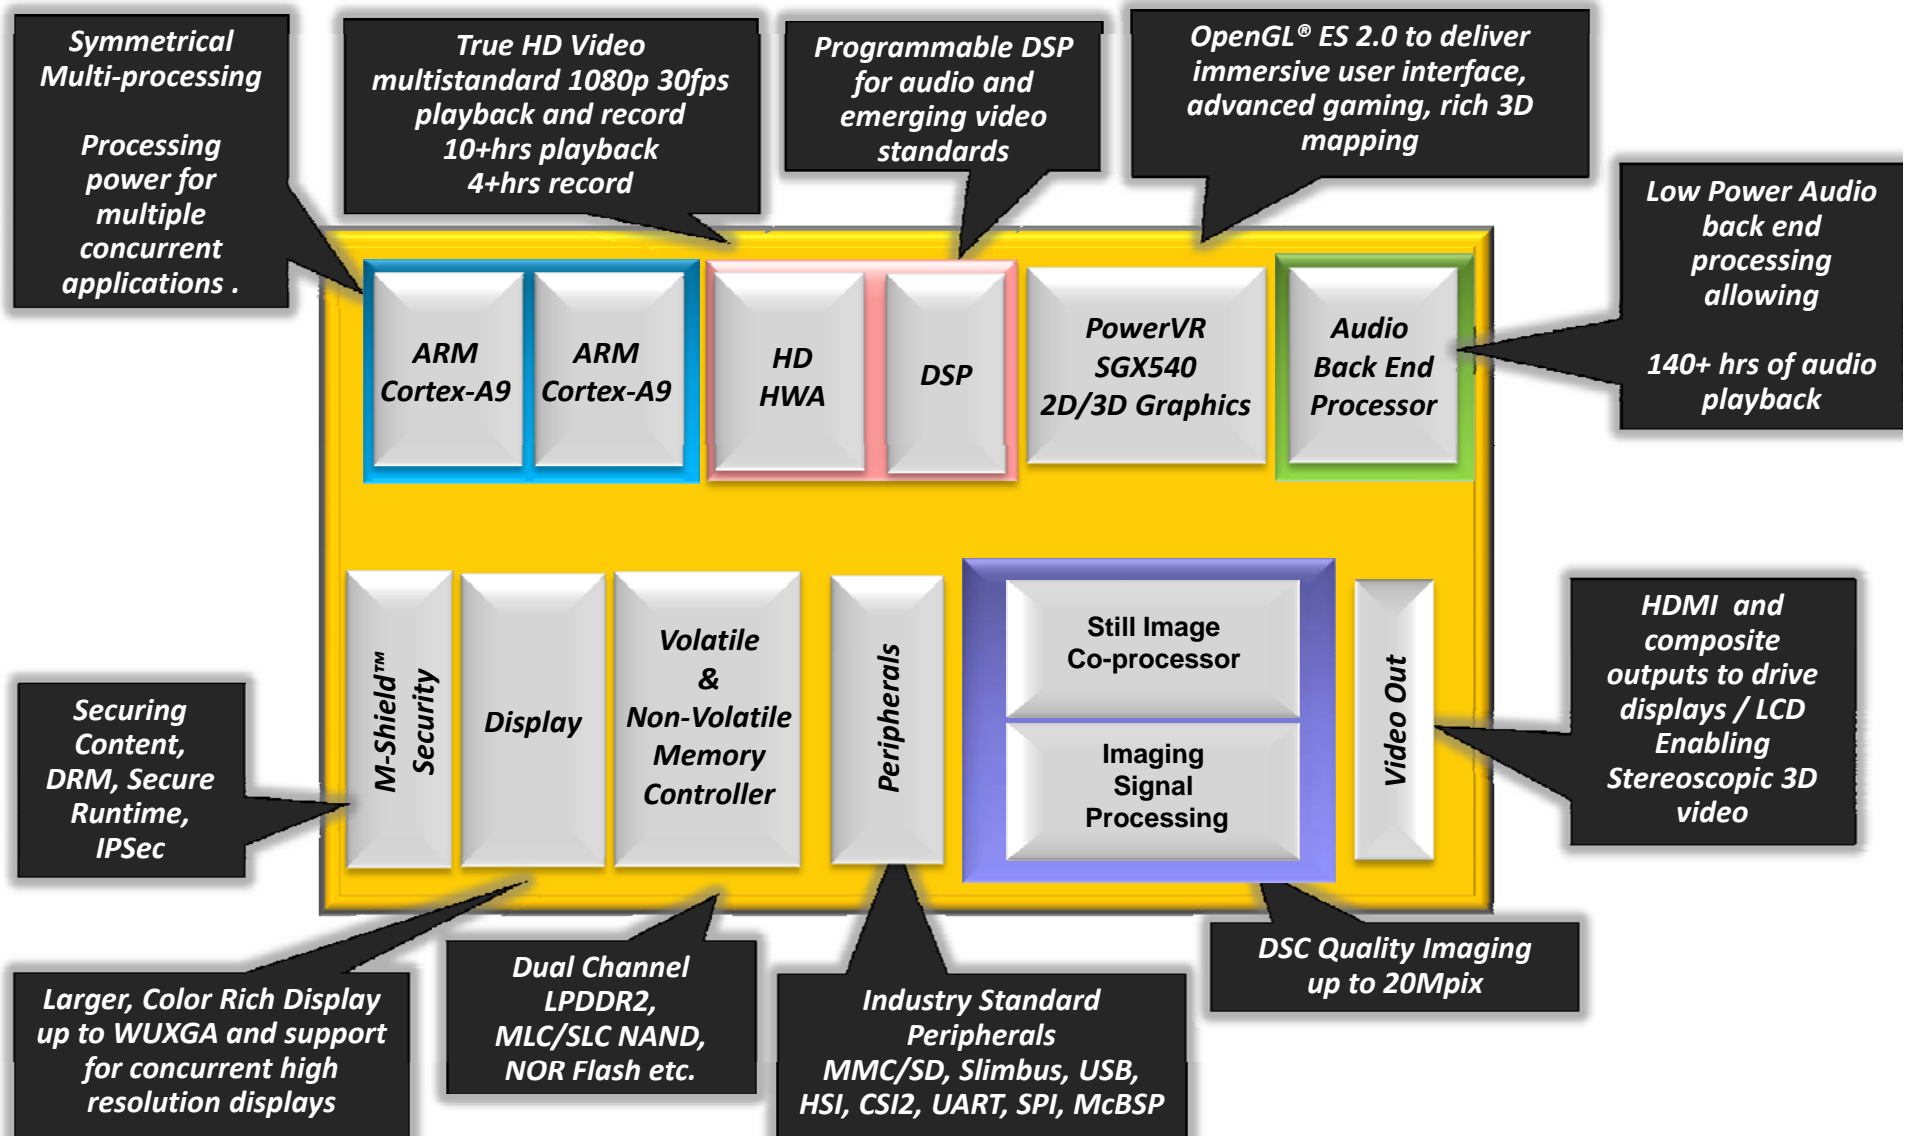 Symmetrical
Multi-processing
Processing
power for
multiple
concurrent
applications .
True HD Video
multistandard 1080p 30fps
playback and record
10+hrs playback
4+hrs record
Programmable DSP
for audio and
emerging video
standards
OpenGL® ES 2.0 to deliver
immersive user interface,
advanced gaming, rich 3D
mapping
Low Power Audio
back end
processing
allowing
140+ hrs of audio
playback
ARM
Cortex-A9
ARM
Cortex-A9
HD
HWA
DSP
PowerVR
SGX540
2D/3D Graphics
Audio
Back End
Processor
M-Shield™
Security
Display
Volatile
&
Non-Volatile
Memory
Controller
Peripherals
Still Image
Co-processor
Imaging
Signal
Processing
Video Out
HDMI and
composite
outputs to drive
displays / LCD
Enabling
Stereoscopic 3D
video
Securing
Content,
DRM, Secure
Runtime,
IPSec
Larger, Color Rich Display
up to WUXGA and support
for concurrent high
resolution displays
Dual Channel
LPDDR2,
MLC/SLC NAND,
NOR Flash etc.
Industry Standard
Peripherals
MMC/SD, Slimbus, USB,
HSI, CSI2, UART, SPI, McBSP
DSC Quality Imaging
up to 20Mpix